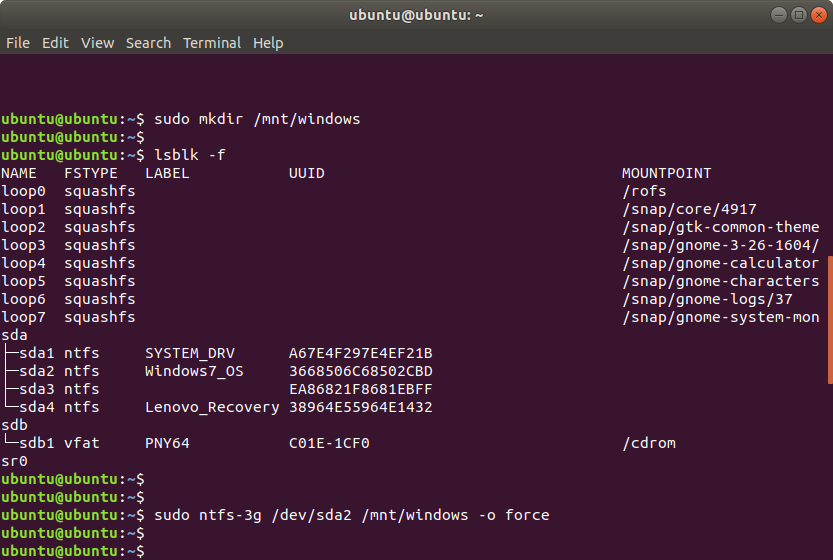 ubuntu@ubuntu: ~
File Edit View Search Terminal Help
ubuntu@ubuntu:~$ sudo mkdir /mnt/windows
ubuntu@ubuntu:~$
ubuntu@ubuntu:~$ lsblk -f
NAME   FSTYPE   LABEL           UUID                                 MOUNTPOINT
loop0  squashfs                                                      /rofs
loop1  squashfs                                                      /snap/core/4917
loop2  squashfs                                                      /snap/gtk-common-theme
loop3  squashfs                                                      /snap/gnome-3-26-1604/
loop4  squashfs                                                      /snap/gnome-calculator
loop5  squashfs                                                      /snap/gnome-characters
loop6  squashfs                                                      /snap/gnome-logs/37
loop7  squashfs                                                      /snap/gnome-system-mon
sda
├─sda1 ntfs     SYSTEM_DRV      A67E4F297E4EF21B
├─sda2 ntfs     Windows7_OS     3668506C68502CBD
├─sda3 ntfs                     EA86821F8681EBFF
└─sda4 ntfs     Lenovo_Recovery 38964E55964E1432
sdb
└─sdb1 vfat     PNY64           C01E-1CF0                            /cdrom
sr0
ubuntu@ubuntu:~$
ubuntu@ubuntu:~$
ubuntu@ubuntu:~$ sudo ntfs-3g /dev/sda2 /mnt/windows -o force
ubuntu@ubuntu:~$
ubuntu@ubuntu:~$